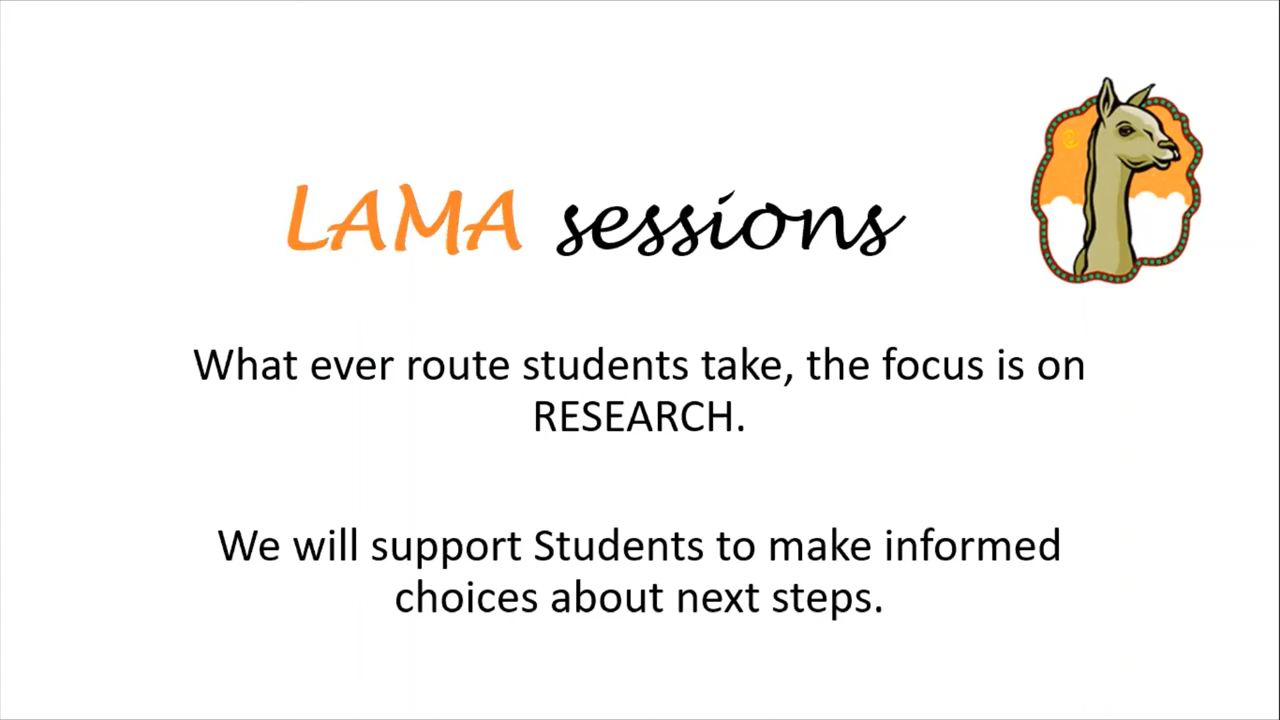 LAMA sessions
What ever route students take, the focus is on
RESEARCH.
We will support Students to make informed
choices about next steps.